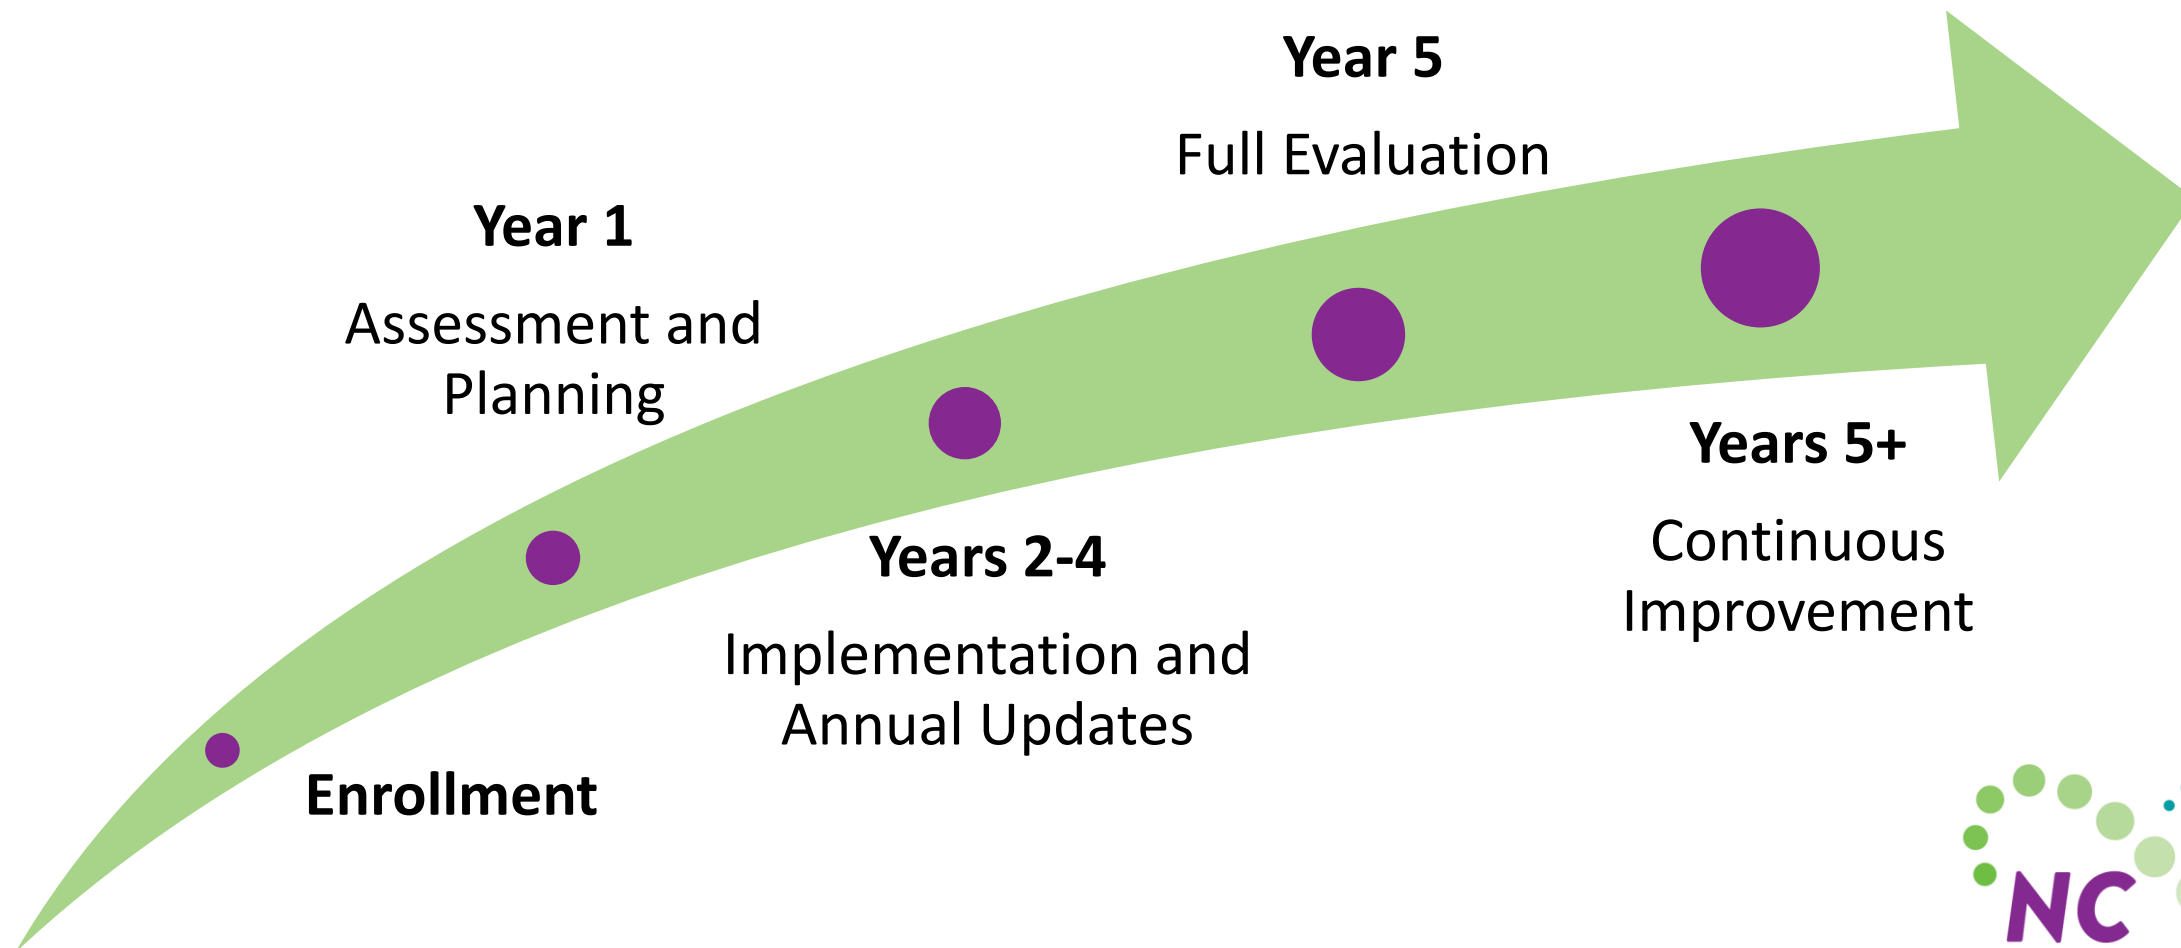 Enrollment
Year 1
Assessment and
Planning
Years 2-4
Implementation and
Annual Updates
Year 5
Full Evaluation
Years 5+
Continuous
Improvement
NC